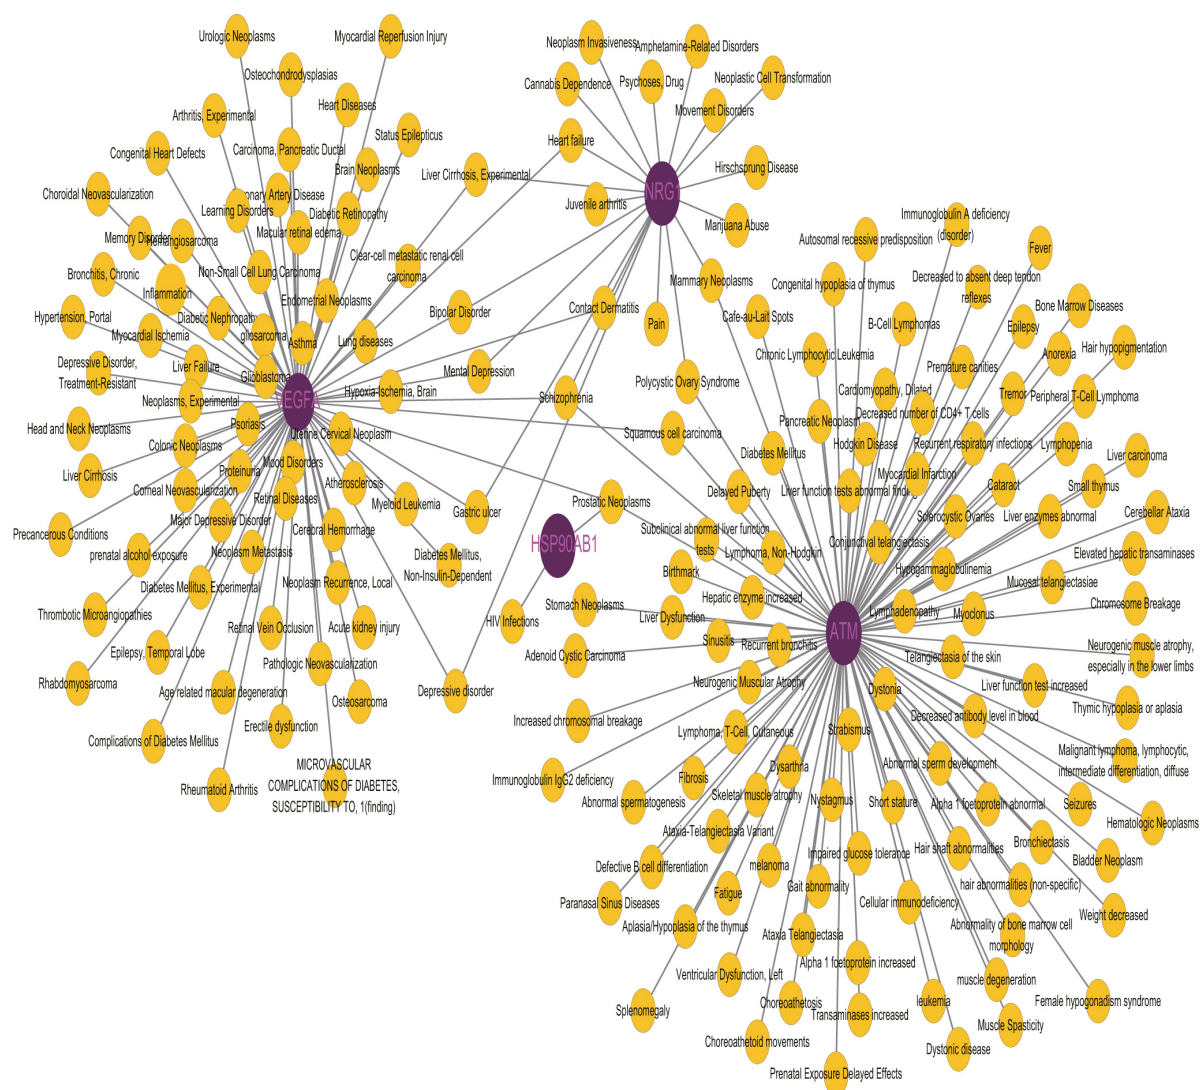 Urologic Neoplasms
Myocardial Reperfusion Injury
Neoplasm Invasiveness
Amphetamine-Related Disorders
Osteochondrodysplasias
Cannabis Dependence
Psychoses, Drug
Neoplastic Cell Transformation
Heart Diseases
Movement Disorders
Arthritis, Experimental
Status Epilepticus
Heart failure
Carcinoma, Pancreatic Ductal
Congenital Heart Defects
Brain Neoplasms
Liver Cirrhosis, Experimental
Hirschsprung Disease
Choroidal Neovascularization
onary Artery Disease
NRG1
Learning Disorders
Diabetic Retinopathy
Juvenile arthritis
Marijuana Abuse
Immunoglobulin A deficiency
(disorder)
Memory Disorder
Macular retinal edema
Autosomal recessive predisposition
Fever
Clear-cell metastatic renal cell
carcinoma
Bronchitis, Chronic
Non-Small Cell Lung Carcinoma
Mammary Neoplasms
Congenital hypoplasia of thymus
Decreased to absent deep tendon
reflexes
Inflammation
Endometrial Neoplasms
Contact Dermatitis
Bone Marrow Diseases
Hypertension, Portal
Diabetic Nephropathy
Bipolar Disorder
Cafe-au-Lait Spots
B-Cell Lymphomas
Epilepsy
Myocardial Ischemia
gliosarcoma
Asthma
Lung diseases
Pain
Hair hypopigmentation
Depressive Disorder,
Treatment-Resistant
Liver Failure
Mental Depression
Chronic Lymphocytic Leukemia
Premature canities
Anorexia
Glioblastoma
Polycystic Ovary Syndrome
Cardiomyopathy, Dilated
Tremor
Peripheral T-Cell Lymphoma
Neoplasms, Experimental
VEGFA
Hypoxia-Ischemia, Brain
Schizophrenia
Pancreatic Neoplasm
Decreased number of CD4+ T cells
Head and Neck Neoplasms
Psoriasis
Uterine Cervical Neoplasm
Squamous cell carcinoma
Colonic Neoplasms
Hodgkin Disease
Recurrent respiratory infections
Lymphopenia
Liver carcinoma
Liver Cirrhosis
Proteinuria
Mood Disorders
Atherosclerosis
Diabetes Mellitus
Myocardial Infarction
Cataract
Small thymus
Corneal Neovascularization
Retinal Diseases
Myeloid Leukemia
Prostatic Neoplasms
Delayed Puberty
Liver function tests abnormal finding
Gastric ulcer
Sclerocystic Ovaries
Liver enzymes abnormal
Cerebellar Ataxia
Precancerous Conditions
Major Depressive Disorder
Cerebral Hemorrhage
HSP90AB1
Subclinical abnormal liver function
tests
Lymphoma, Non-Hodgkin
Conjunctival telangiectasis
prenatal alcohol exposure
Neoplasm Metastasis
Diabetes Mellitus,
Non-Insulin-Dependent
Elevated hepatic transaminases
Birthmark
Hypogammaglobulinemia
Diabetes Mellitus, Experimental
Neoplasm Recurrence, Local
Mucosal telangiectasiae
Stomach Neoplasms
Hepatic enzyme increased
Chromosome Breakage
Thrombotic Microangiopathies
HIV Infections
Liver Dysfunction
Lymphadenopathy
Myoclonus
Retinal Vein Occlusion
Acute kidney injury
ATM
Epilepsy, Temporal Lobe
Sinusitis
Recurrent bronchitis
Neurogenic muscle atrophy,
especially in the lower limbs
Adenoid Cystic Carcinoma
Telangiectasia of the skin
Pathologic Neovascularization
Rhabdomyosarcoma
Depressive disorder
Neurogenic Muscular Atrophy
Dystonia
Liver function test increased
Age related macular degeneration
Osteosarcoma
Thymic hypoplasia or aplasia
Increased chromosomal breakage
Decreased antibody level in blood
Erectile dysfunction
Lymphoma, T-Cell, Cutaneous
Strabismus
Complications of Diabetes Mellitus
Malignant lymphoma, lymphocytic,
intermediate differentiation, diffuse
Dysarthria
Abnormal sperm development
MICROVASCULAR
COMPLICATIONS OF DIABETES,
SUSCEPTIBILITY TO, 1(finding)
Immunoglobulin IgG2 deficiency
Fibrosis
Rheumatoid Arthritis
Skeletal muscle atrophy
Abnormal spermatogenesis
Nystagmus
Short stature
Alpha 1 foetoprotein abnormal
Seizures
Hematologic Neoplasms
Ataxia-Telangiectasia Variant
Bronchiectasis
Impaired glucose tolerance
Hair shaft abnormalities
Defective B cell differentiation
melanoma
Bladder Neoplasm
Gait abnormality
hair abnormalities (non-specific)
Fatigue
Paranasal Sinus Diseases
Cellular immunodeficiency
Weight decreased
Aplasia/Hypoplasia of the thymus
Abnormality of bone marrow cell
morphology
Ataxia Telangiectasia
Alpha 1 foetoprotein increased
Ventricular Dysfunction, Left
muscle degeneration
Choreoathetosis
leukemia
Female hypogonadism syndrome
Splenomegaly
Transaminases increased
Muscle Spasticity
Choreoathetoid movements
Dystonic disease
Prenatal Exposure Delayed Effects